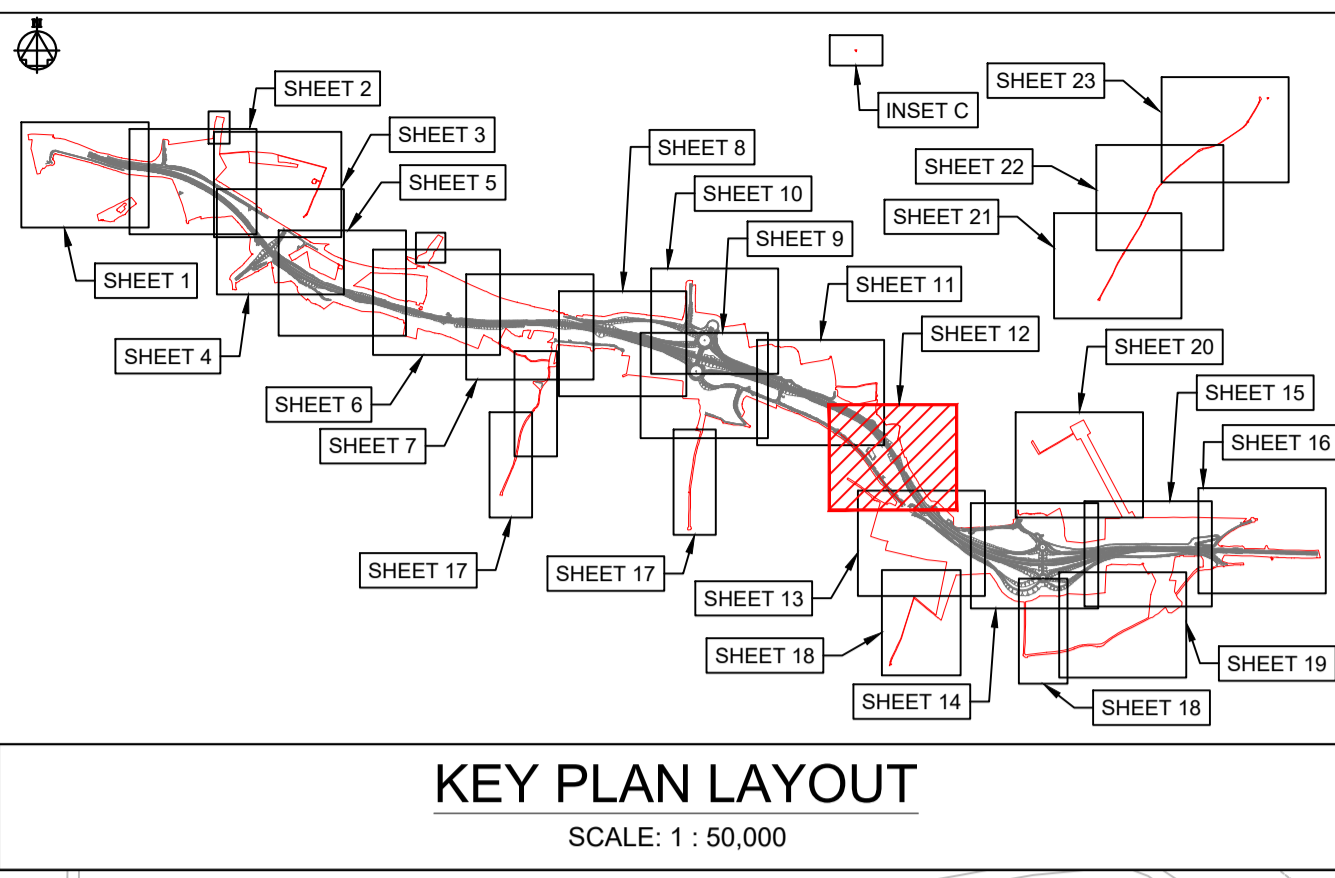 SHEET 2
INSET C
SHEET 23
SHEET 3
SHEET 8
SHEET 22
SHEET 5
SHEET 10
SHEET 21
SHEET 9
SHEET 1
SHEET 11
SHEET 12
SHEET 4
SHEET 20
SHEET 6
SHEET 15
SHEET 7
SHEET 16
SHEET 17
SHEET 17
SHEET 13
SHEET 18
SHEET 19
SHEET 14
SHEET 18
KEY PLAN LAYOUT
SCALE: 1 : 50,000